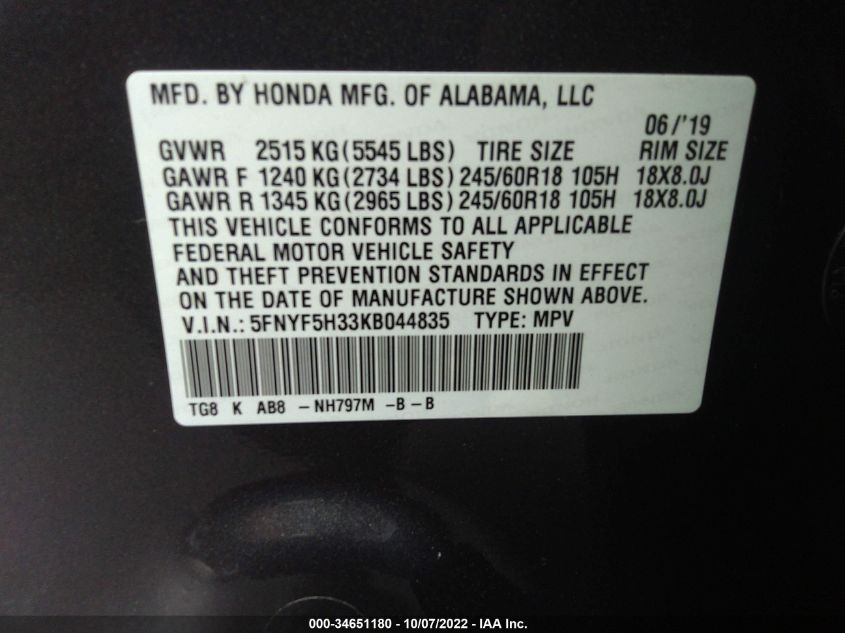 MFD. BY HONDA MFG. OF ALABAMA, LLC
06/'19
GVWR 2515 KG (5545 LBS) TIRE SIZE RIM SIZE
GAWR F 1240 KG (2734 LBS) 245/60R18 105H 18X8.0J
GAWR R 1345 KG (2965 LBS) 245/60R18 105H 18X8.0J
THIS VEHICLE CONFORMS TO ALL APPLICABLE
FEDERAL MOTOR VEHICLE SAFETY
AND THEFT PREVENTION STANDARDS IN EFFECT
ON THE DATE OF MANUFACTURE SHOWN ABOVE.
V.I.N.: 5FNYF5H33KB044835 TYPE: MPV
TG8 K AB8 - NH797M - B - B
000-34651180 - 10/07/2022 - IAA Inc.